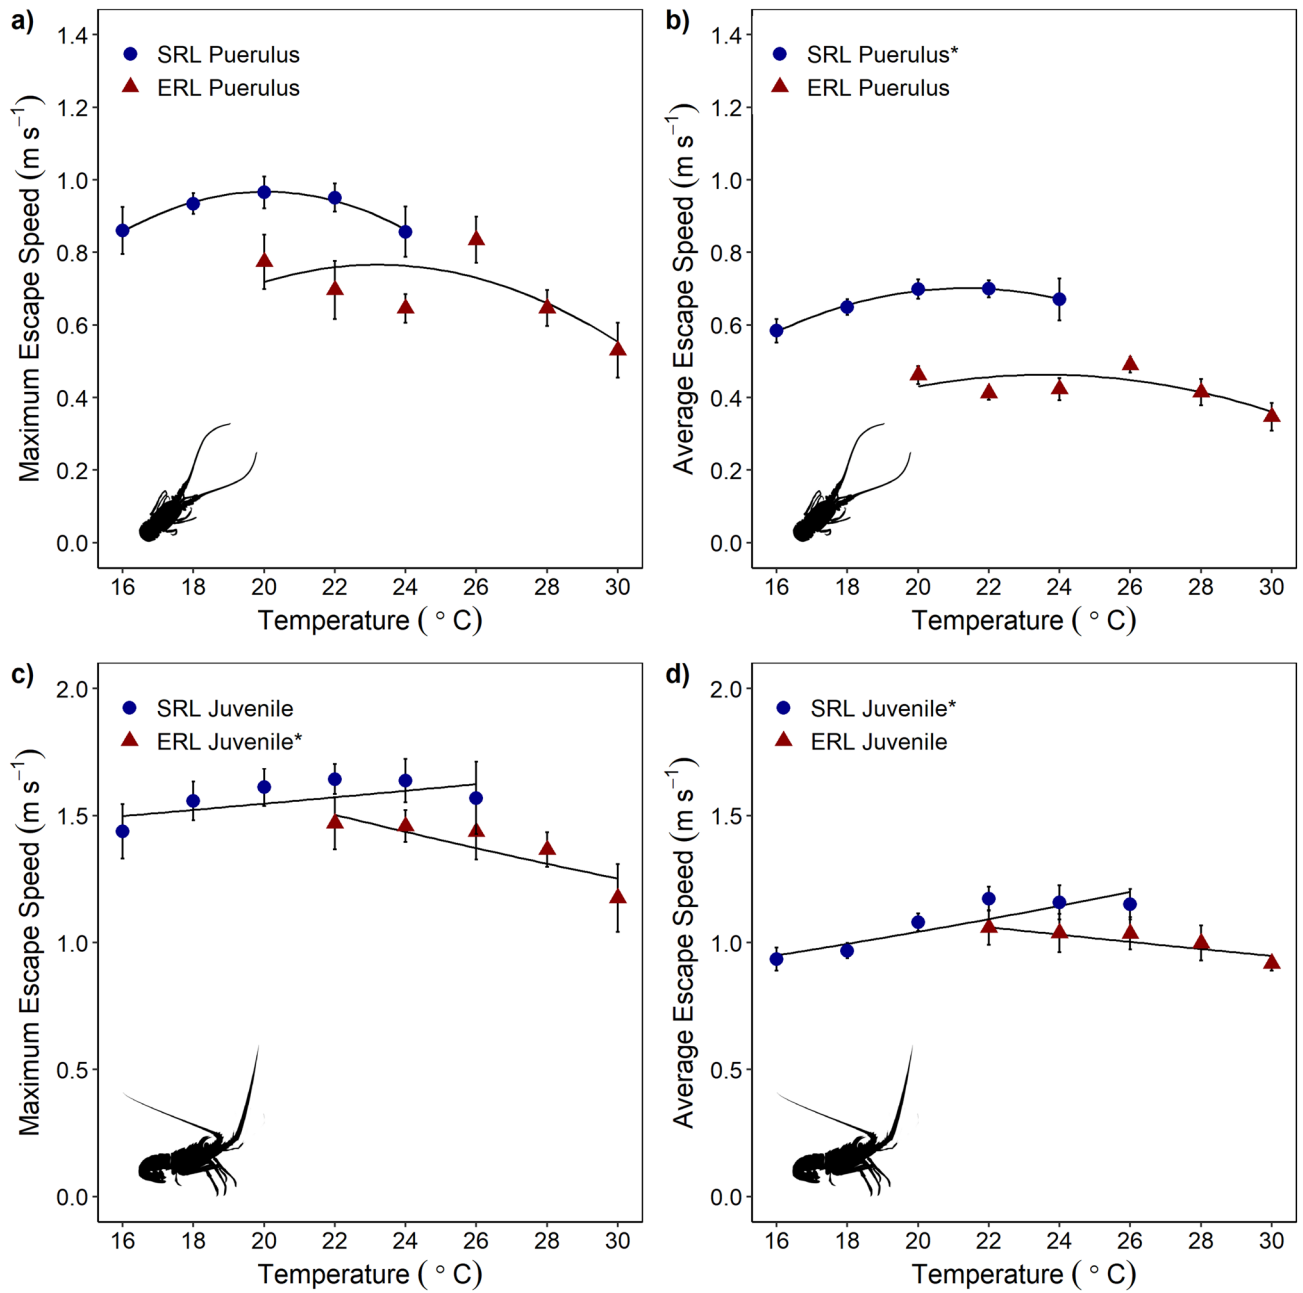 a)
SRL Puerulus
ERL Puerulus
Maximum Escape Speed (m s⁻¹)
1.4
1.2
1.0
0.8
0.6
0.4
0.2
0.0
16 18 20 22 24 26 28 30
Temperature ( ° C)
b)
SRL Puerulus*
ERL Puerulus
Average Escape Speed (m s⁻¹)
1.4
1.2
1.0
0.8
0.6
0.4
0.2
0.0
16 18 20 22 24 26 28 30
Temperature ( ° C)
c)
SRL Juvenile
ERL Juvenile*
Maximum Escape Speed (m s⁻¹)
2.0
1.5
1.0
0.5
0.0
16 18 20 22 24 26 28 30
Temperature ( ° C)
d)
SRL Juvenile*
ERL Juvenile
Average Escape Speed (m s⁻¹)
2.0
1.5
1.0
0.5
0.0
16 18 20 22 24 26 28 30
Temperature ( ° C)